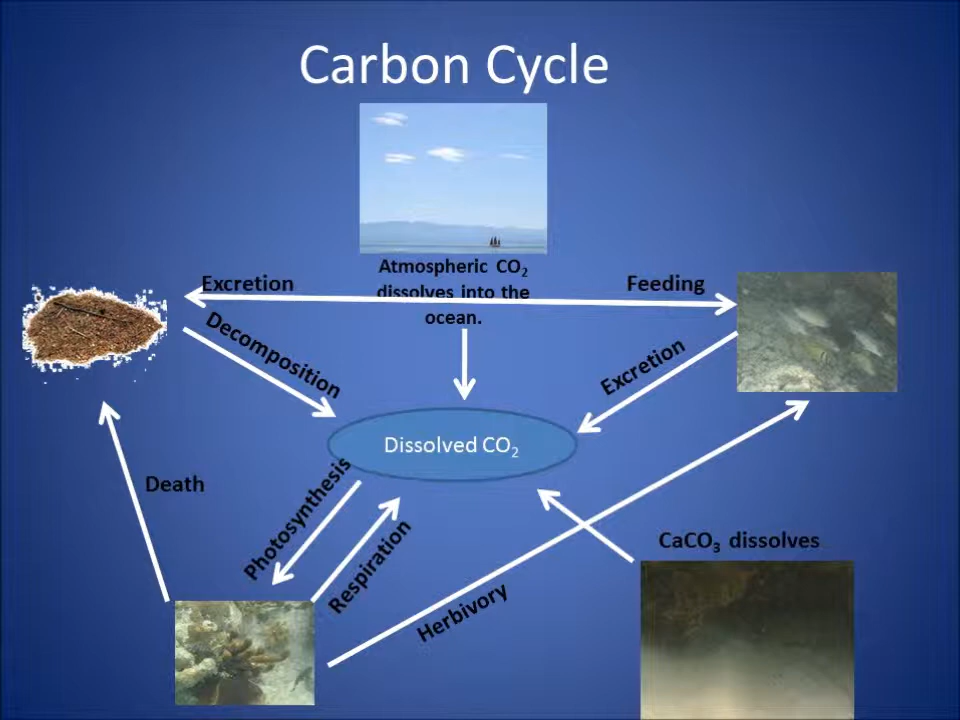 Carbon Cycle
Atmospheric CO₂
dissolves into the
ocean.
Excretion
Feeding
Decomposition
Excretion
Dissolved CO₂
Death
Photosynthesis
Respiration
CaCO₃ dissolves
Herbivory